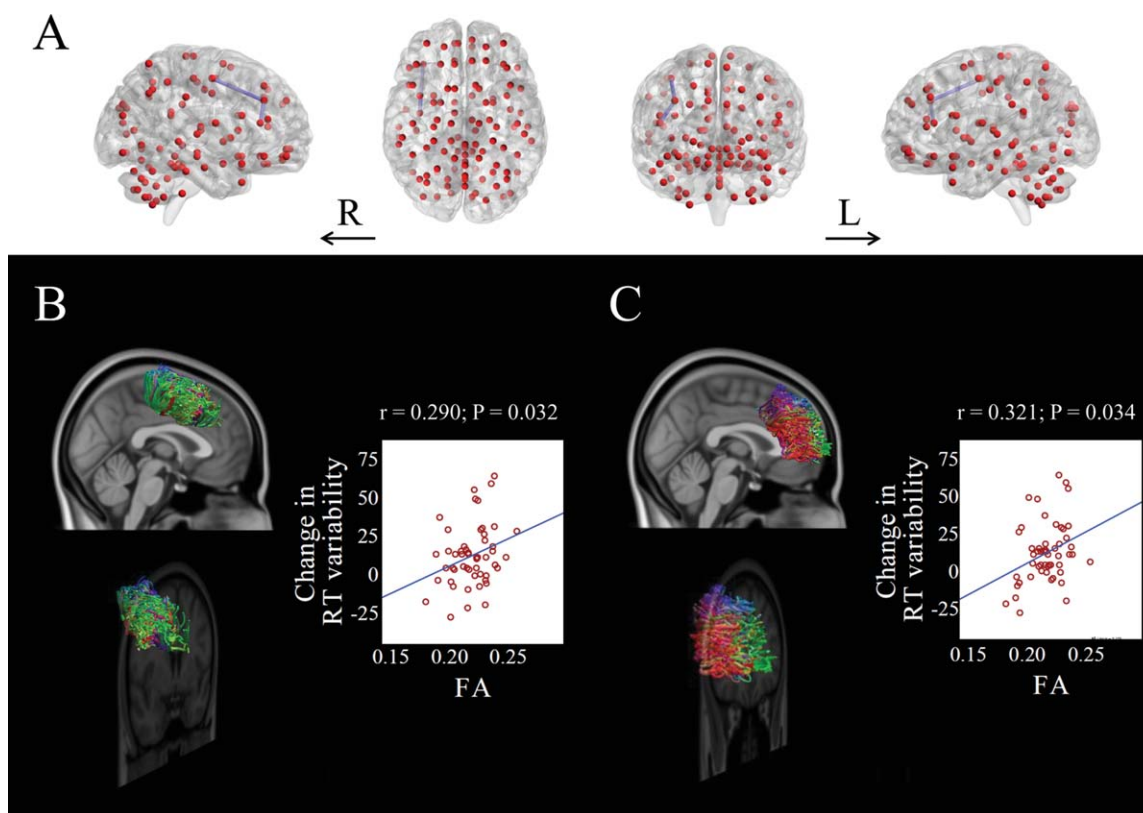 A
R
L
B
r = 0.290; P = 0.032
Change in
RT variability
75
50
25
0
-25
0.15 0.20 0.25
FA
C
r = 0.321; P = 0.034
Change in
RT variability
75
50
25
0
-25
0.15 0.20 0.25
FA